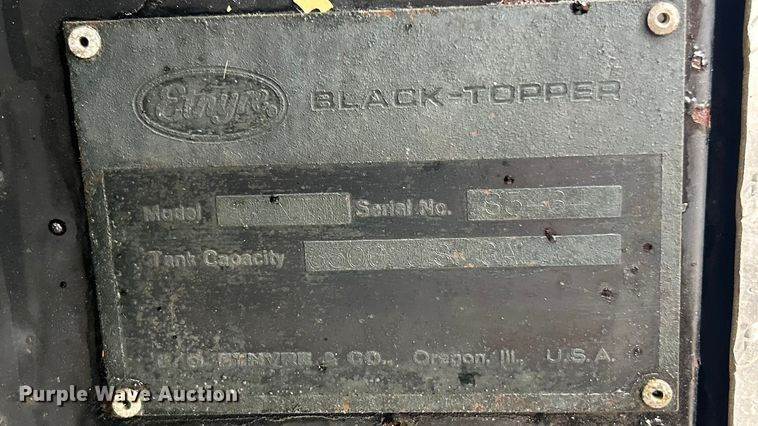 Etnyre BLACK-TOPPER
Model Serial No.
Tank Capacity
E. D. ETNYRE & CO., Oregon, Ill., U.S.A.
Purple Wave Auction